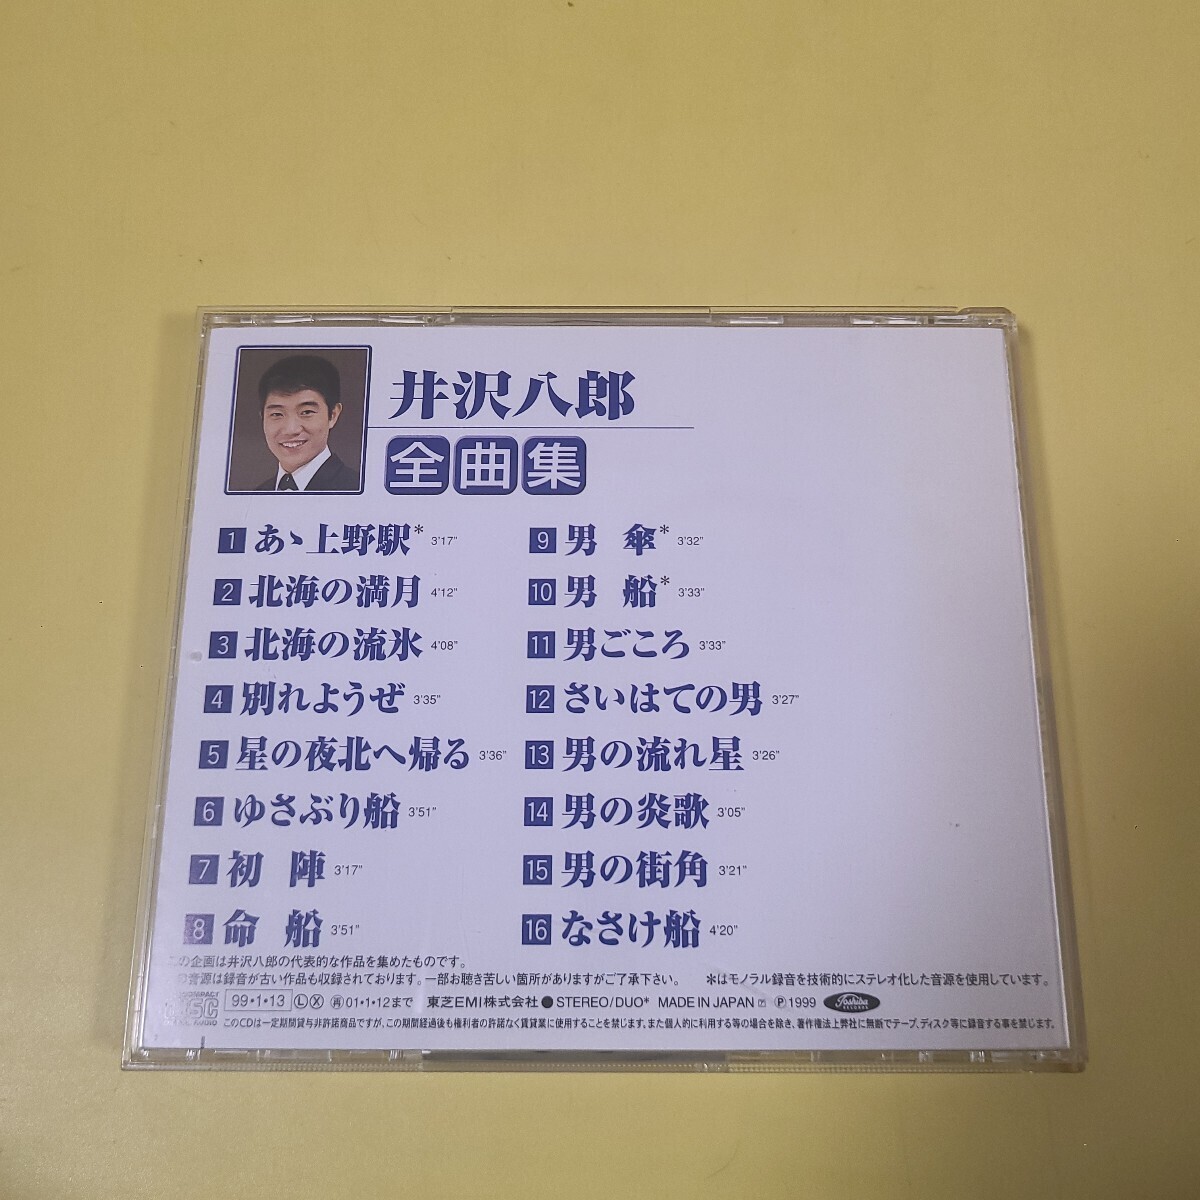 井沢八郎
全曲集
1 あゝ上野駅* 3'17"
2 北海の満月 4'12"
3 北海の流氷 4'08"
4 別れようぜ 3'35"
5 星の夜北へ帰る 3'36"
6 ゆさぶり船 3'51"
7 初 陣 3'17"
8 命 船 3'51"
9 男 傘* 3'32"
10 男 船* 3'33"
11 男ごころ 3'33"
12 さいはての男 3'27"
13 男の流れ星 3'26"
14 男の炎歌 3'05"
15 男の街角 3'21"
16 なさけ船 4'20"
この企画は井沢八郎の代表的な作品を集めたものです。
の音源は録音が古い作品も収録されております。一部お聴き苦しい箇所がありますがご了承下さい。 *はモノラル録音を技術的にステレオ化した音源を使用しています。
99・1・13 Ⓛ Ⓧ ㊢01・1・12まで 東芝EMI株式会社●STEREO/DUO* MADE IN JAPAN ℗ 1999 Toshiba RECORDS
このCDは一定期間貸与非許諾商品ですが、この期間経過後も権利者の許諾なく賃貸業に使用することを禁じます。また個人的に利用する等の場合を除き、著作権法上弊社に無断でテープ、ディスク等に録音する事を禁じます。